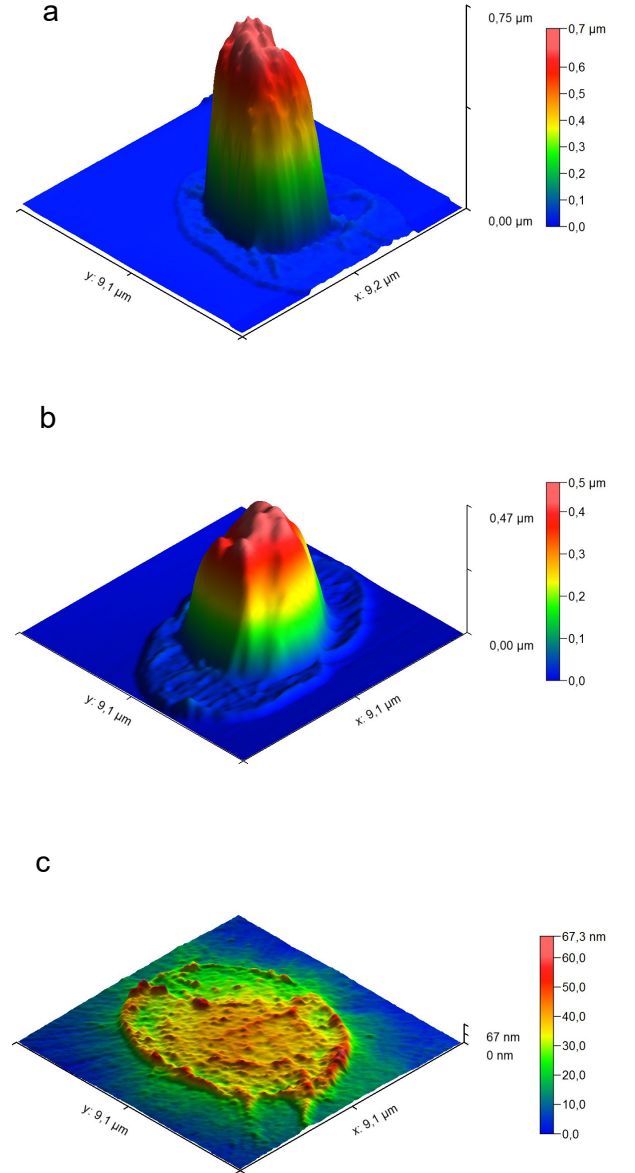 a
0,75 µm
0,7 µm
0,6
0,5
0,4
0,3
0,2
0,1
0,0
0,00 µm
y: 9,1 µm
x: 9,2 µm
b
0,5 µm
0,4
0,3
0,2
0,1
0,0
0,47 µm
0,00 µm
y: 9,1 µm
x: 9,1 µm
c
67,3 nm
60,0
50,0
40,0
30,0
20,0
10,0
0,0
67 nm
0 nm
y: 9,1 µm
x: 9,1 µm